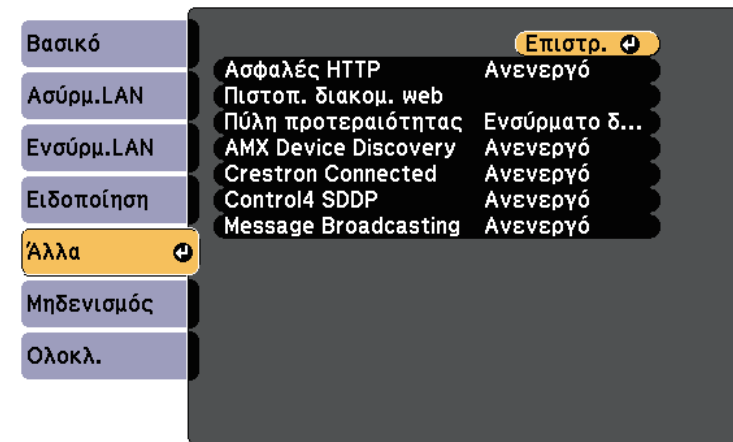 Βασικό
Ασύρμ.LAN
Ενσύρμ.LAN
Ειδοποίηση
Άλλα
Μηδενισμός
Ολοκλ.
Επιστρ.
Ασφαλές HTTP Ανενεργό
Πιστοπ. διακομ. web
Πύλη προτεραιότητας Ενσύρματο δ...
AMX Device Discovery Ανενεργό
Crestron Connected Ανενεργό
Control4 SDDP Ανενεργό
Message Broadcasting Ανενεργό